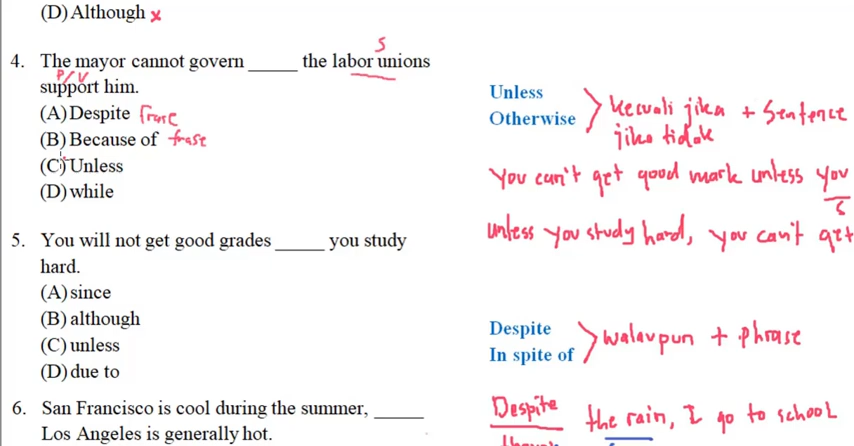 (D) Although x
4. The mayor cannot govern _____ the labor unions
S
support him.
P/V
(A) Despite frase
(B) Because of frase
(C) Unless
(D) while
5. You will not get good grades _____ you study
hard.
(A) since
(B) although
(C) unless
(D) due to
6. San Francisco is cool during the summer, _____
Los Angeles is generally hot.
Unless
Otherwise
kecuali jika + Sentence
jika tidak
You can't get good mark unless you
S
unless you study hard, you can't get
Despite
In spite of
walaupun + Phrase
Despite the rain, I go to school